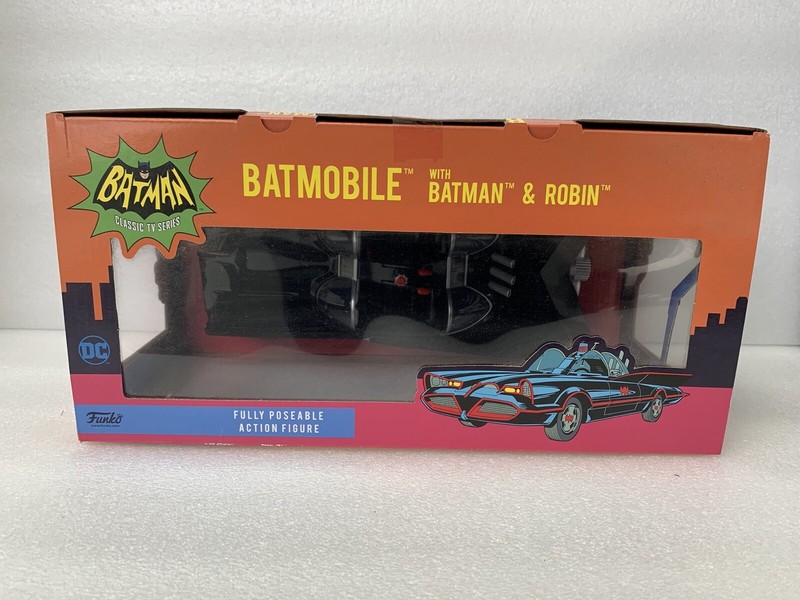 BATMAN
CLASSIC TV SERIES
BATMOBILE™ WITH BATMAN™ & ROBIN™
DC
Funko
FULLY POSEABLE
ACTION FIGURE